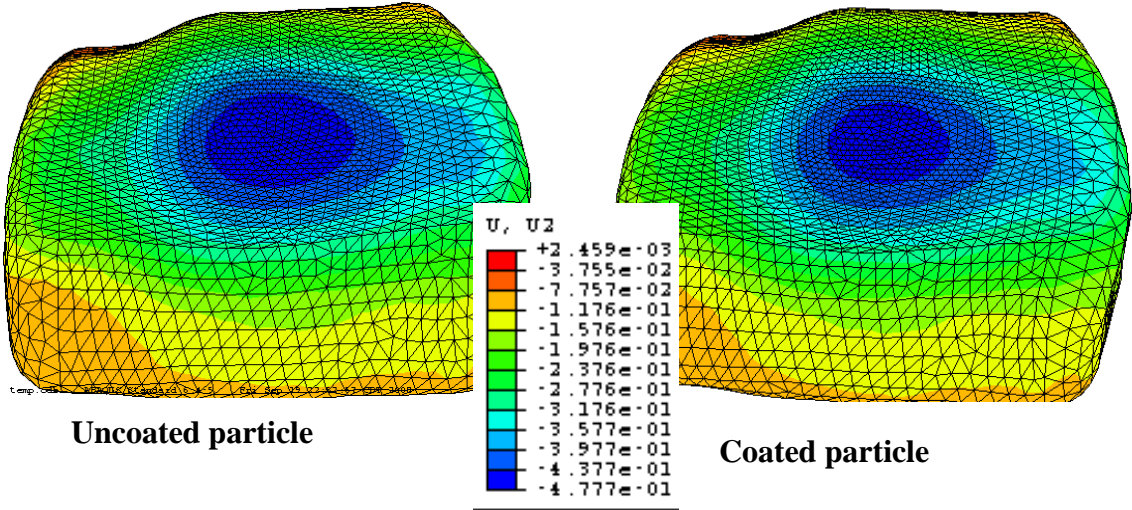 U, U2
+2.459e-03
-3.755e-02
-7.757e-02
-1.176e-01
-1.576e-01
-1.976e-01
-2.376e-01
-2.776e-01
-3.176e-01
-3.577e-01
-3.977e-01
-4.377e-01
-4.777e-01
Uncoated particle
Coated particle